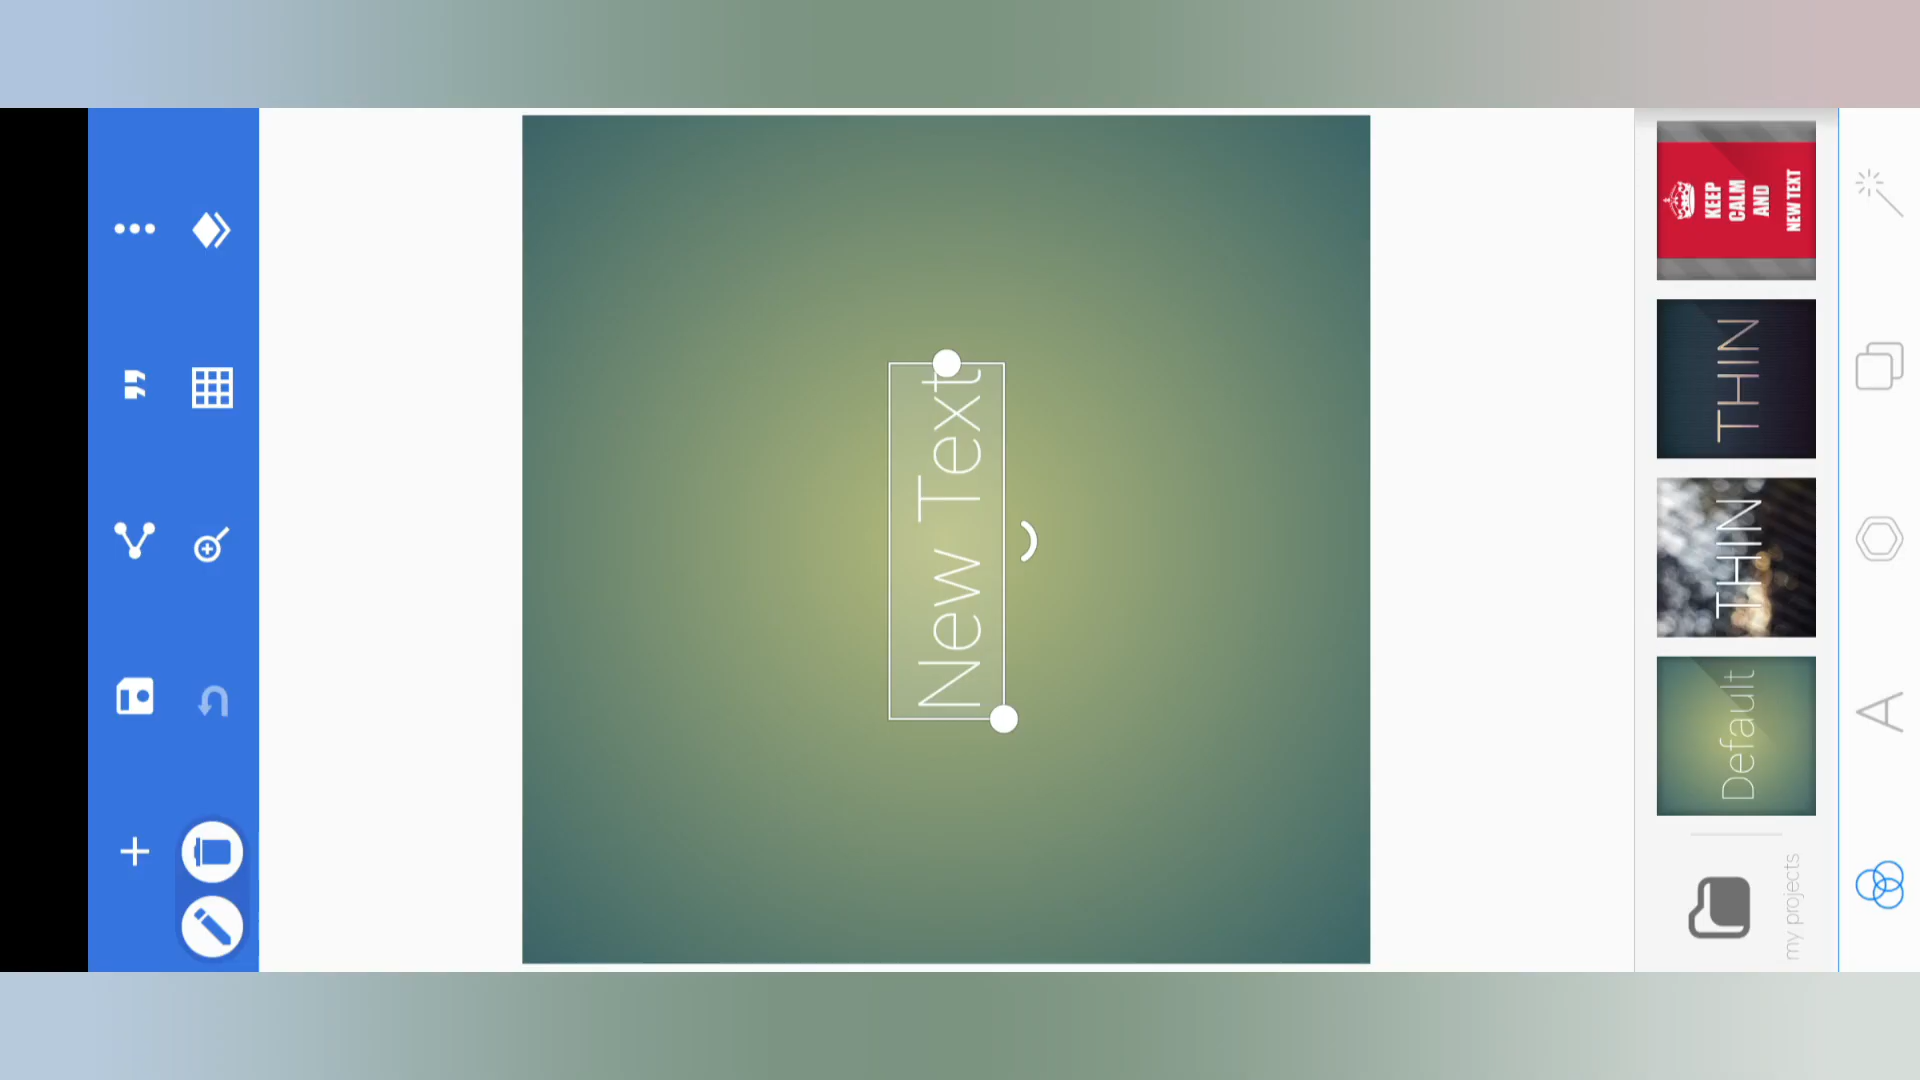 New Text
my projects
Default
THIN
THIN
KEEP
CALM
AND
NEW TEXT